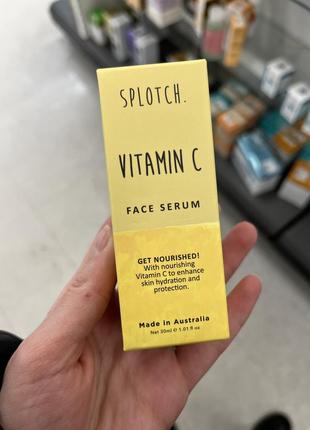 SPLOTCH.
VITAMIN C
FACE SERUM
GET NOURISHED!
With nourishing
Vitamin C to enhance
skin hydration and
protection.
Made In Australia
Net 30ml e 1.01 fl oz